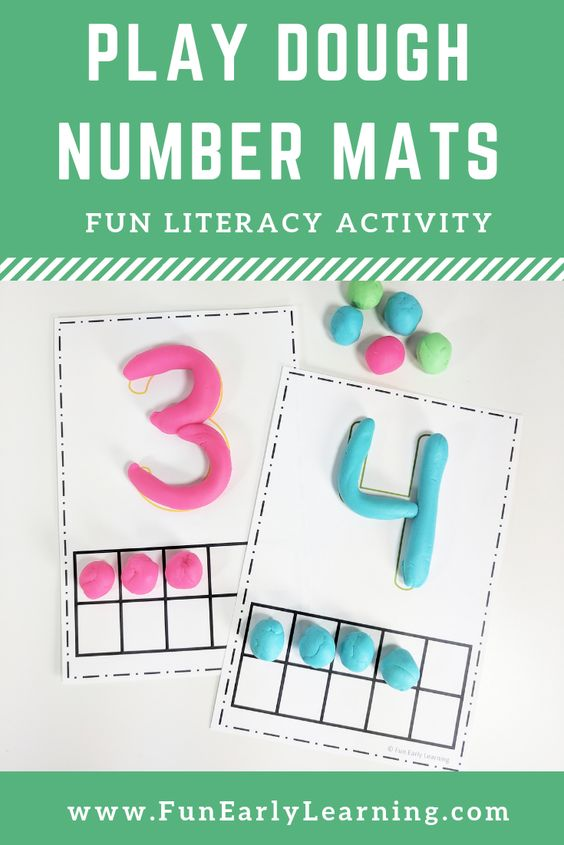 PLAY DOUGH
NUMBER MATS
FUN LITERACY ACTIVITY
3
4
© Fun Early Learning
www.FunEarlyLearning.com